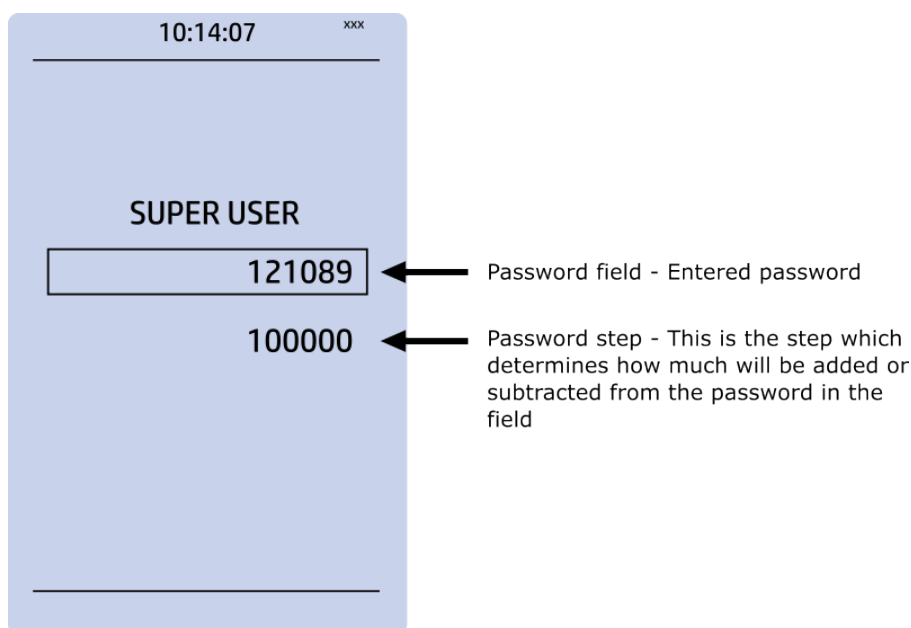 10:14:07 xxx
SUPER USER
121089
Password field - Entered password
100000
Password step - This is the step which
determines how much will be added or
subtracted from the password in the
field